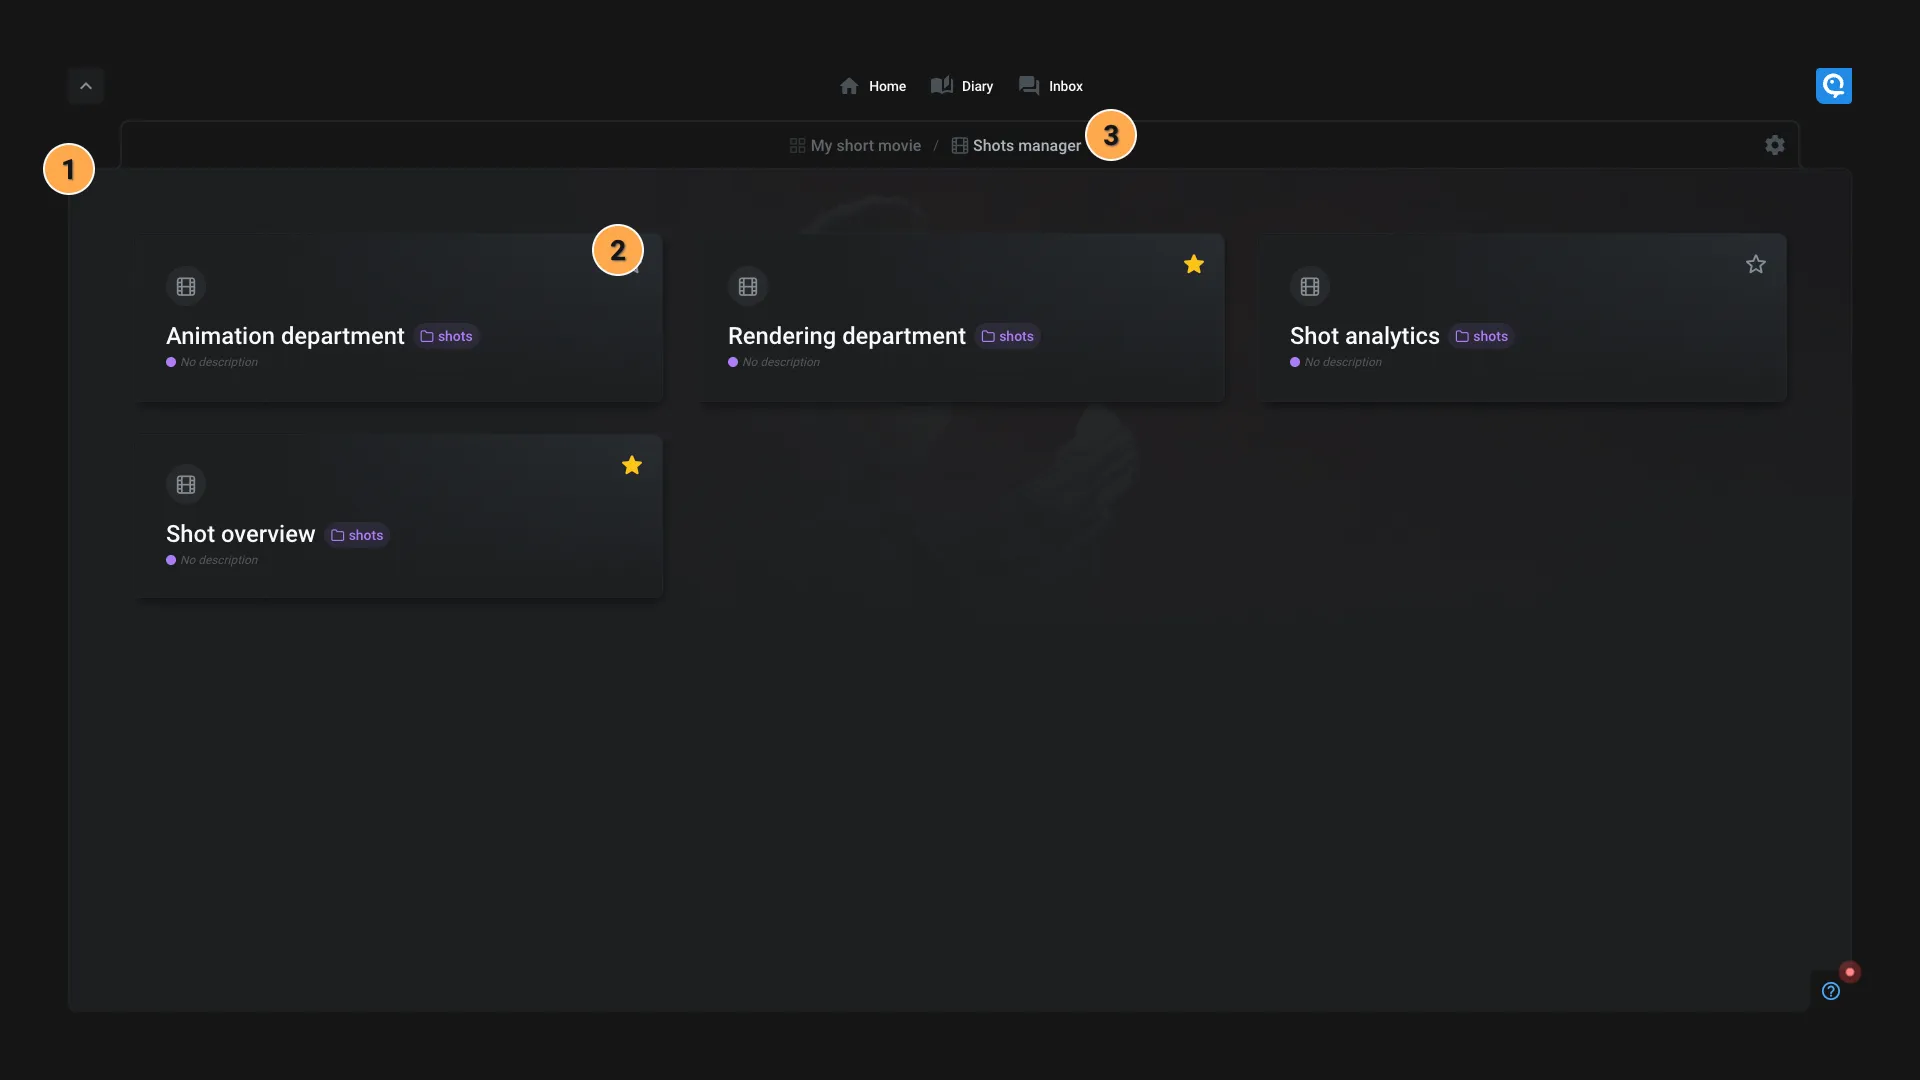 Home Diary Inbox
My short movie / Shots manager 3
1
2
Animation department shots
No description
Rendering department shots
No description
Shot analytics shots
No description
Shot overview shots
No description
?